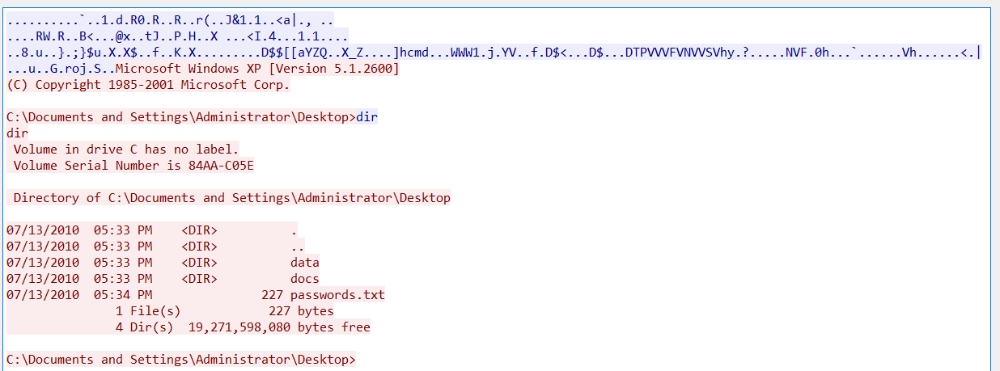 ..........`..1.d.R0.R..R..r(..J&1.1..<a|., ..
....RW.R..B<...@x..tJ..P.H..X ...<I.4...1.1....
..8.u..}.;}$u.X.X$..f..K.X.........D$$[[aYZQ..X_Z....]hcmd...WWW1.j.YV..f.D$<...D$...DTPVVVFVNVVSVhy.?.....NVF.0h...`......Vh......<.|
...u..G.roj.S..Microsoft Windows XP [Version 5.1.2600]
(C) Copyright 1985-2001 Microsoft Corp.
C:\Documents and Settings\Administrator\Desktop>dir
dir
Volume in drive C has no label.
Volume Serial Number is 84AA-C05E
Directory of C:\Documents and Settings\Administrator\Desktop
07/13/2010  05:33 PM    <DIR>          .
07/13/2010  05:33 PM    <DIR>          ..
07/13/2010  05:33 PM    <DIR>          data
07/13/2010  05:33 PM    <DIR>          docs
07/13/2010  05:34 PM               227 passwords.txt
1 File(s)            227 bytes
4 Dir(s)  19,271,598,080 bytes free
C:\Documents and Settings\Administrator\Desktop>